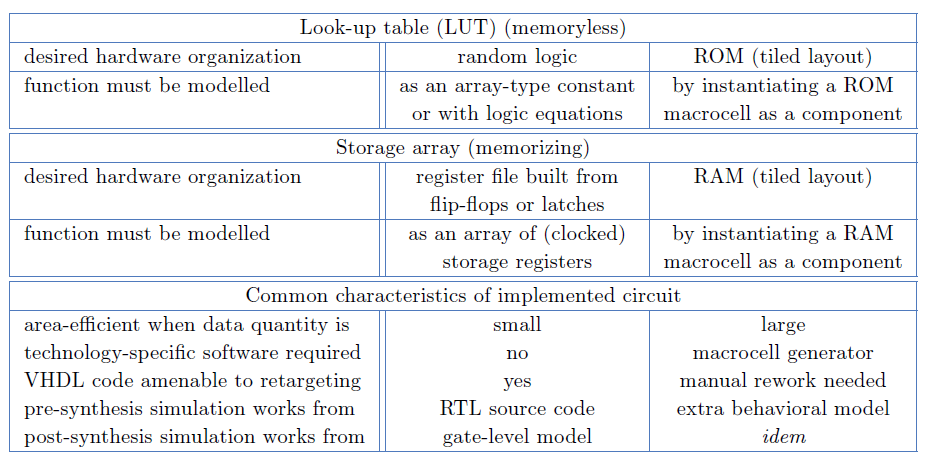 Look-up table (LUT) (memoryless)
desired hardware organization random logic ROM (tiled layout)
function must be modelled as an array-type constant by instantiating a ROM
or with logic equations macrocell as a component
Storage array (memorizing)
desired hardware organization register file built from RAM (tiled layout)
flip-flops or latches
function must be modelled as an array of (clocked) by instantiating a RAM
storage registers macrocell as a component
Common characteristics of implemented circuit
area-efficient when data quantity is small large
technology-specific software required no macrocell generator
VHDL code amenable to retargeting yes manual rework needed
pre-synthesis simulation works from RTL source code extra behavioral model
post-synthesis simulation works from gate-level model idem